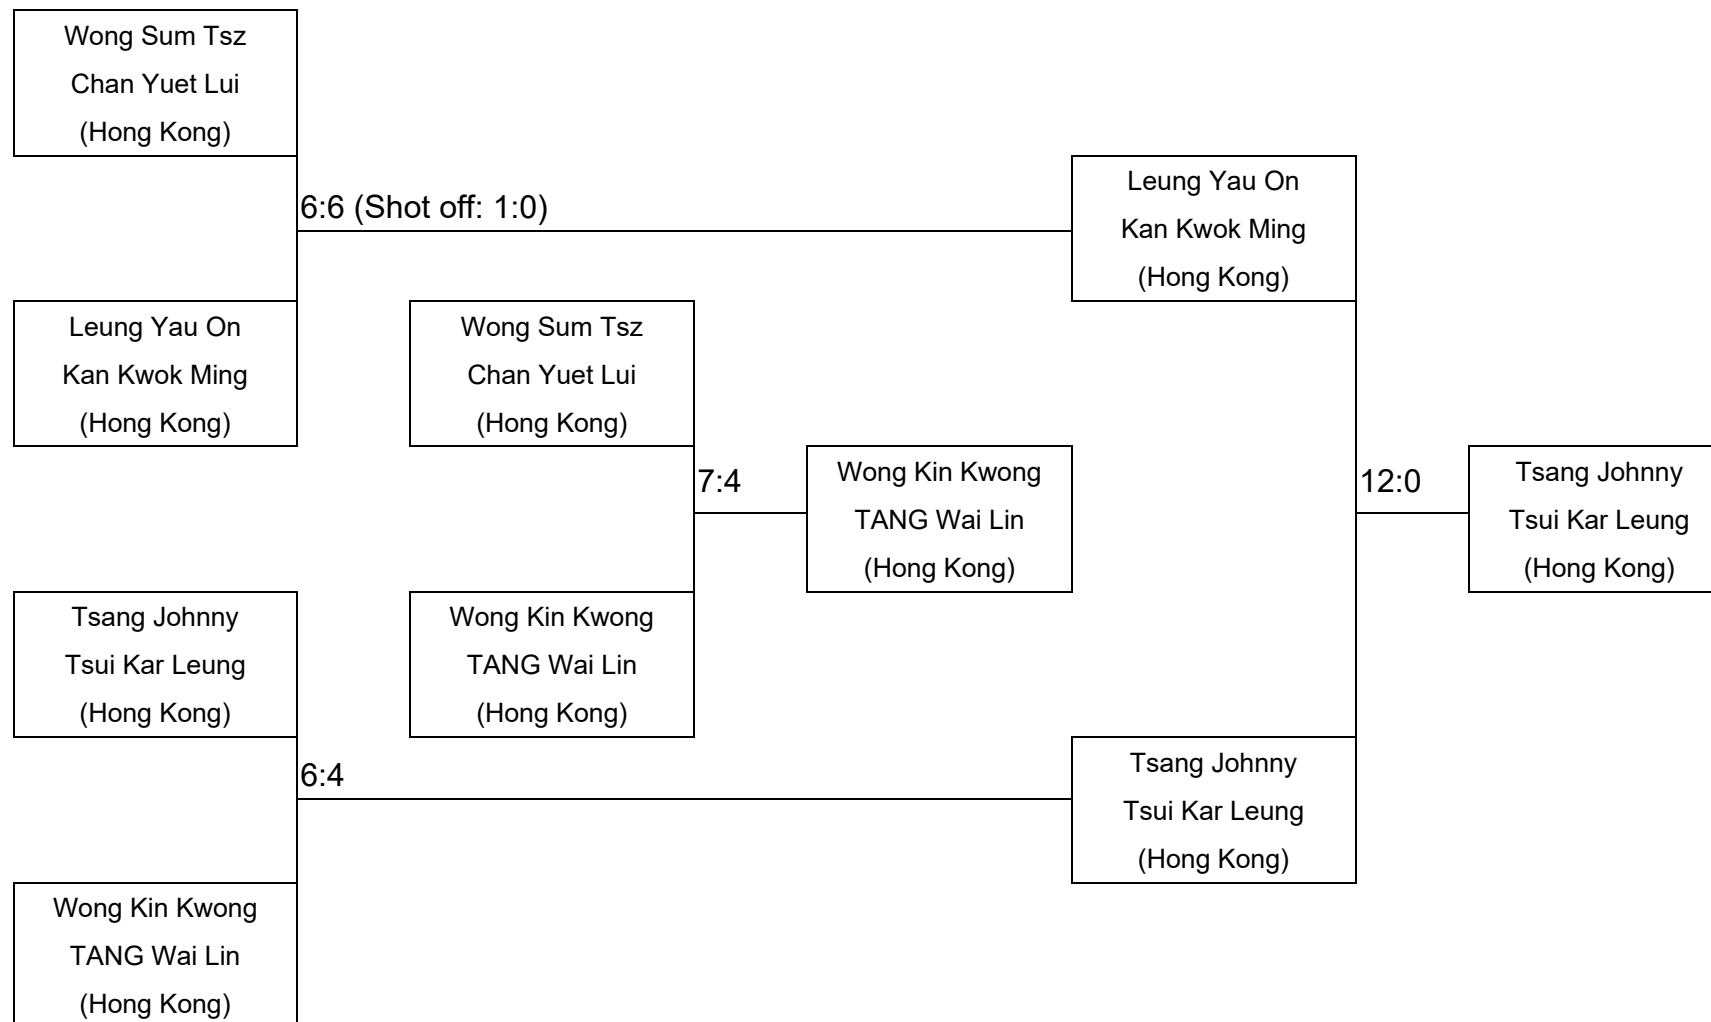 Wong Sum Tsz
Chan Yuet Lui
(Hong Kong)
6:6 (Shot off: 1:0)
Leung Yau On
Kan Kwok Ming
(Hong Kong)
Leung Yau On
Kan Kwok Ming
(Hong Kong)
Wong Sum Tsz
Chan Yuet Lui
(Hong Kong)
7:4
Wong Kin Kwong
TANG Wai Lin
(Hong Kong)
12:0
Tsang Johnny
Tsui Kar Leung
(Hong Kong)
Tsang Johnny
Tsui Kar Leung
(Hong Kong)
Wong Kin Kwong
TANG Wai Lin
(Hong Kong)
6:4
Tsang Johnny
Tsui Kar Leung
(Hong Kong)
Wong Kin Kwong
TANG Wai Lin
(Hong Kong)